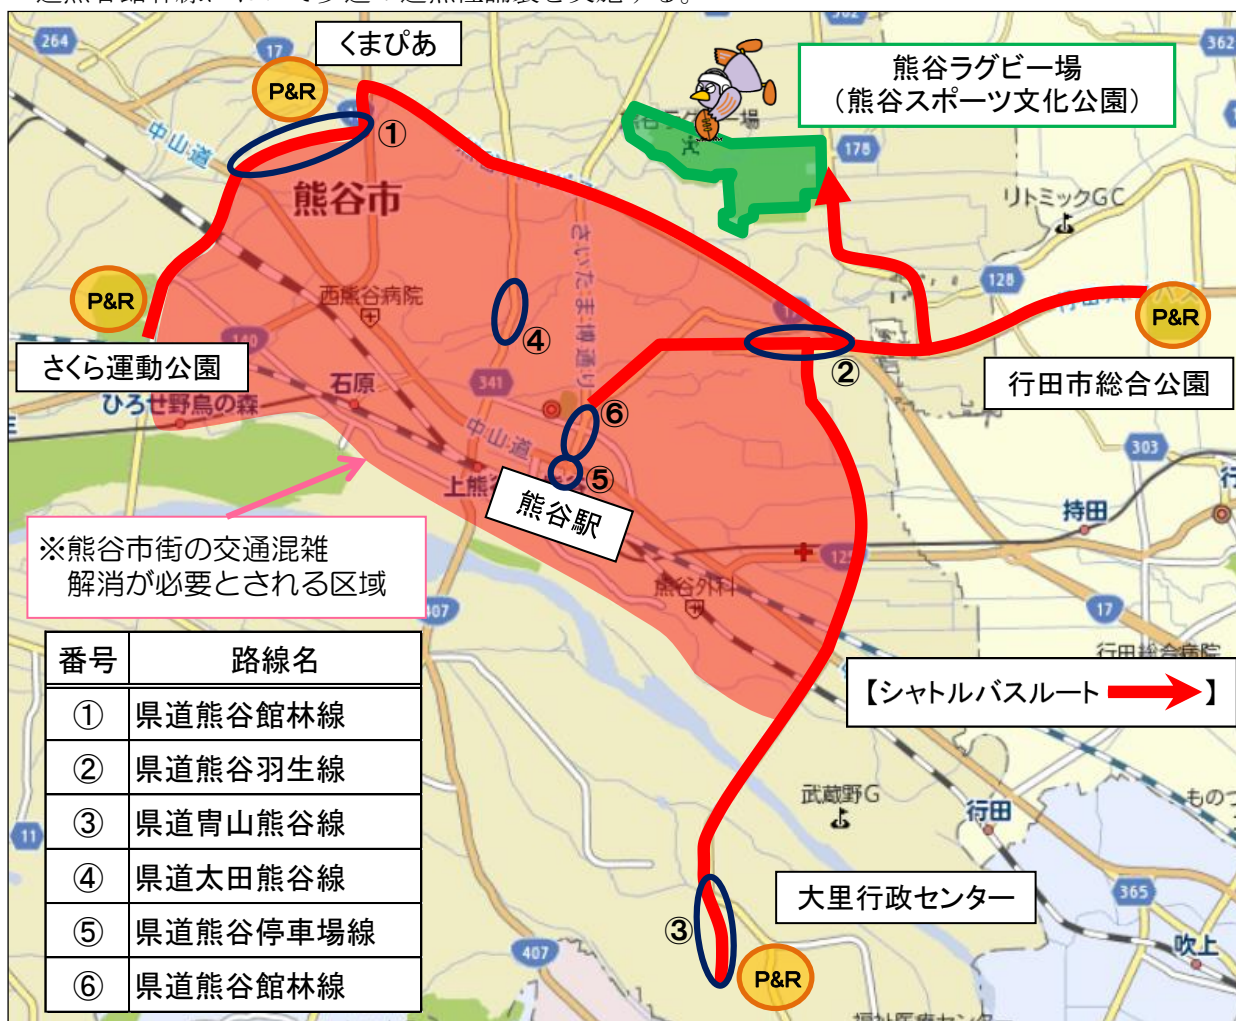 くまぴあ
熊谷ラグビー場
（熊谷スポーツ文化公園）
264
17
362
P&R
①
中山道
熊谷市
178
リトミックGC
さいたま博通り
128
P&R
西熊谷病院
④
P&R
さくら運動公園
石原
341
②
行田市総合公園
ひろせ野鳥の森
⑥
中山道
303
⑤
熊谷駅
持田
※熊谷市街の交通混雑
解消が必要とされる区域
125
熊谷外科
407
17
行田総合病院
番号 路線名
① 県道熊谷館林線
② 県道熊谷羽生線
③ 県道冑山熊谷線
④ 県道太田熊谷線
⑤ 県道熊谷停車場線
⑥ 県道熊谷館林線
【シャトルバスルート 】
武蔵野G
行田
11
大里行政センター
365
③
吹上
407
P&R